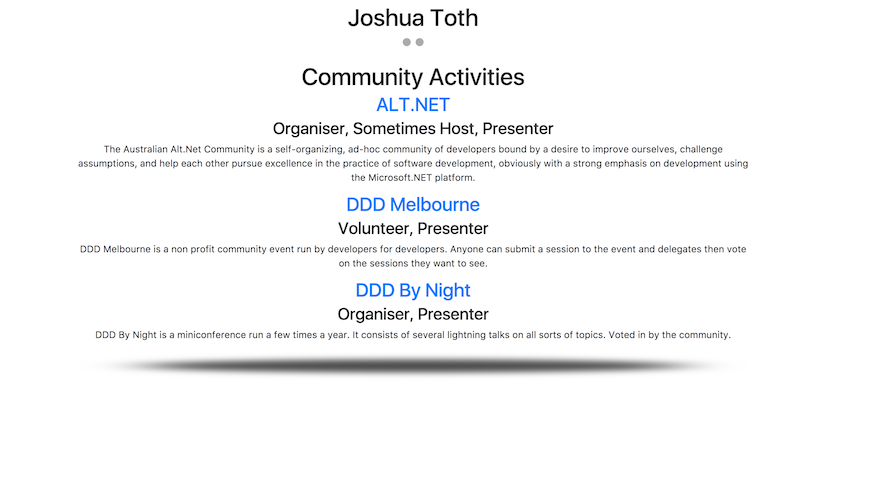 Joshua Toth
Community Activities
ALT.NET
Organiser, Sometimes Host, Presenter
The Australian Alt.Net Community is a self-organizing, ad-hoc community of developers bound by a desire to improve ourselves, challenge
assumptions, and help each other pursue excellence in the practice of software development, obviously with a strong emphasis on development using
the Microsoft.NET platform.
DDD Melbourne
Volunteer, Presenter
DDD Melbourne is a non profit community event run by developers for developers. Anyone can submit a session to the event and delegates then vote
on the sessions they want to see.
DDD By Night
Organiser, Presenter
DDD By Night is a miniconference run a few times a year. It consists of several lightning talks on all sorts of topics. Voted in by the community.